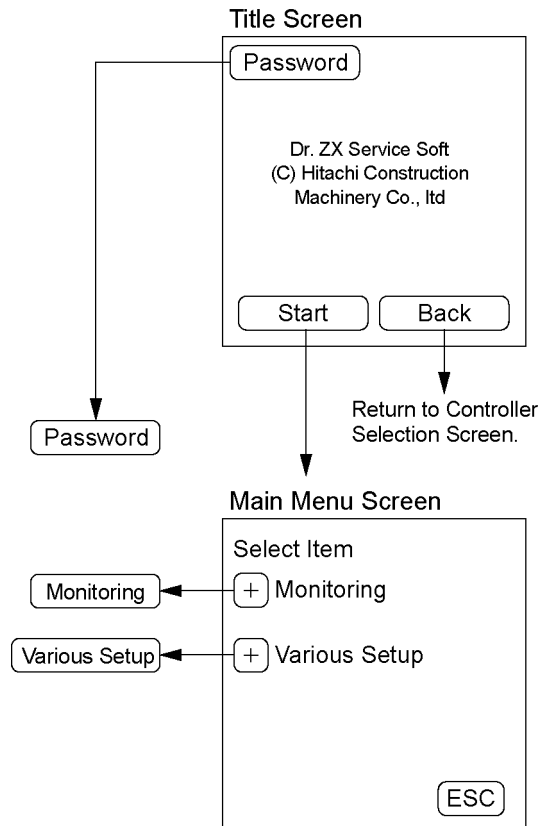 Title Screen
Password
Dr. ZX Service Soft
(C) Hitachi Construction
Machinery Co., ltd
Start
Back
Return to Controller
Selection Screen.
Password
Main Menu Screen
Select Item
Monitoring
+ Monitoring
Various Setup
+ Various Setup
ESC